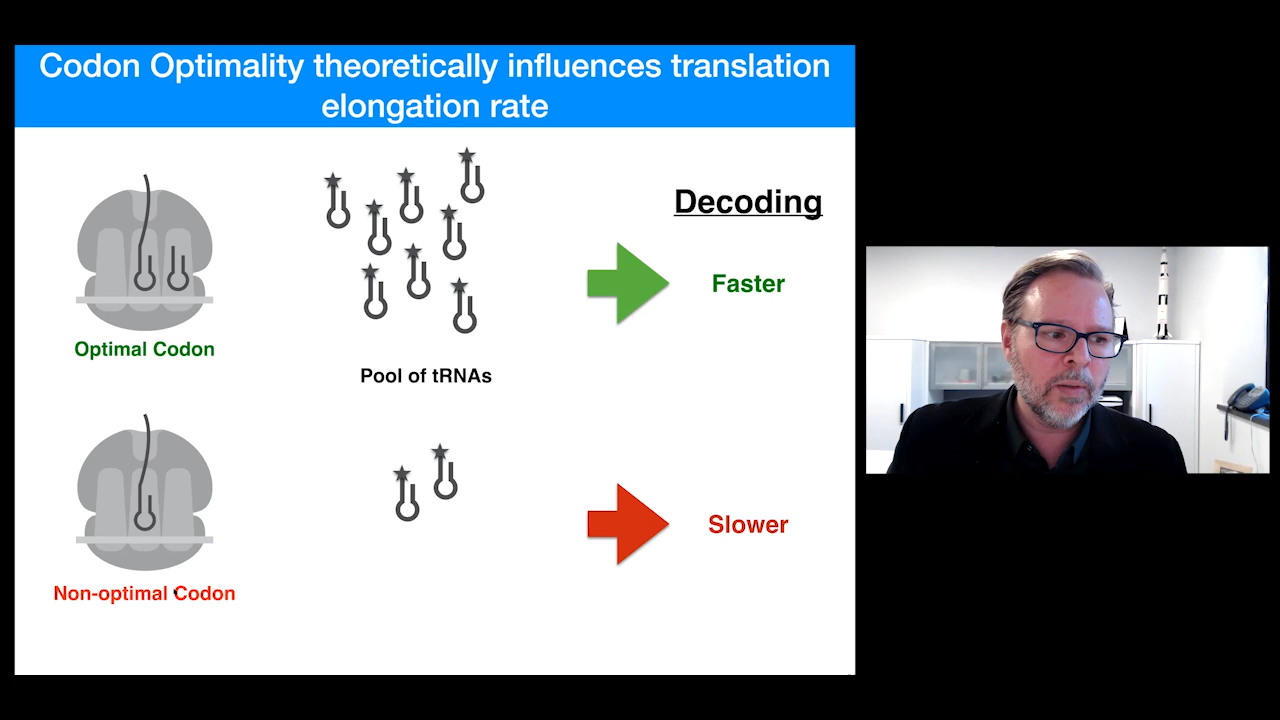 Codon Optimality theoretically influences translation
elongation rate
Decoding
Faster
Optimal Codon
Pool of tRNAs
Slower
Non-optimal Codon